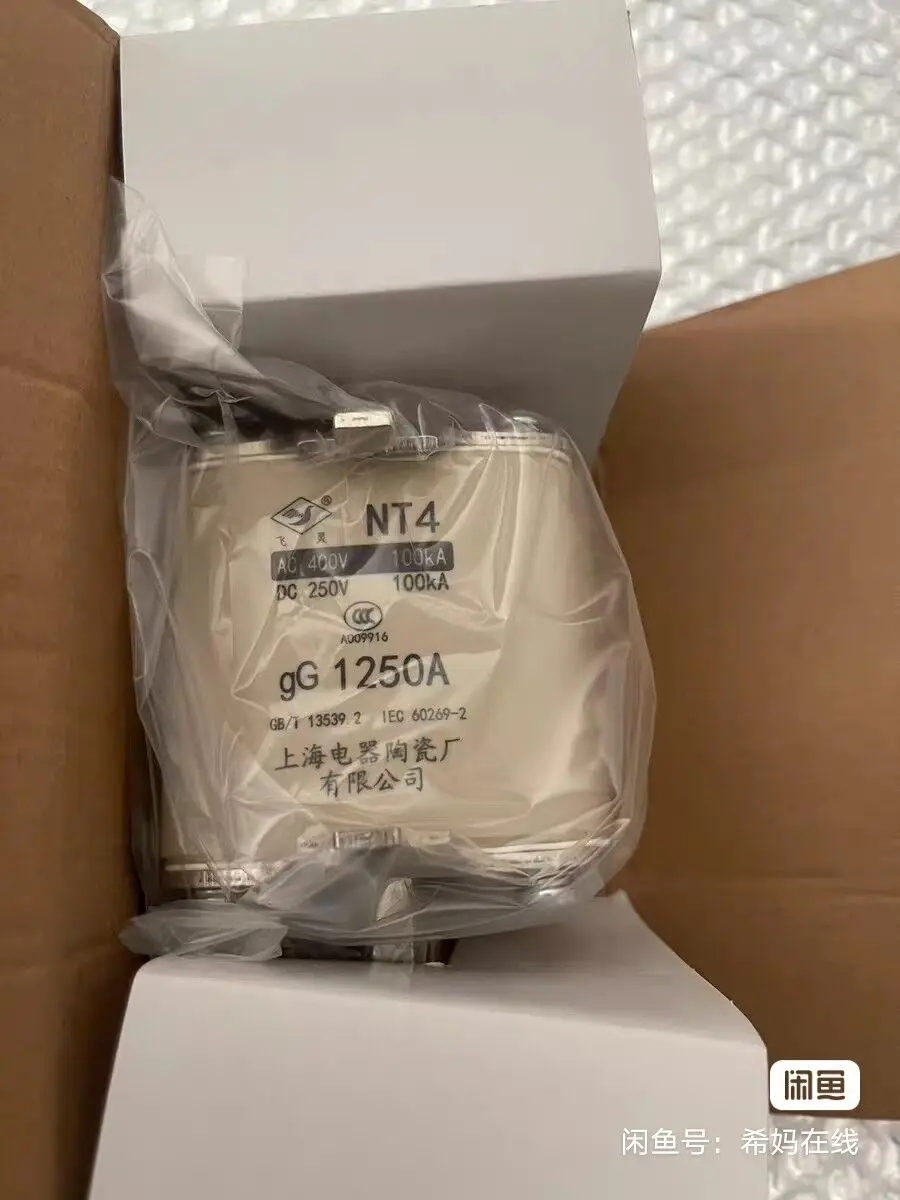 ®
NT4
飞灵
AC 400V 100kA
DC 250V 100kA
CCC
A009916
gG 1250A
GB/T 13539.2 IEC 60269-2
上海电器陶瓷厂
有限公司
闲鱼
闲鱼号：希妈在线